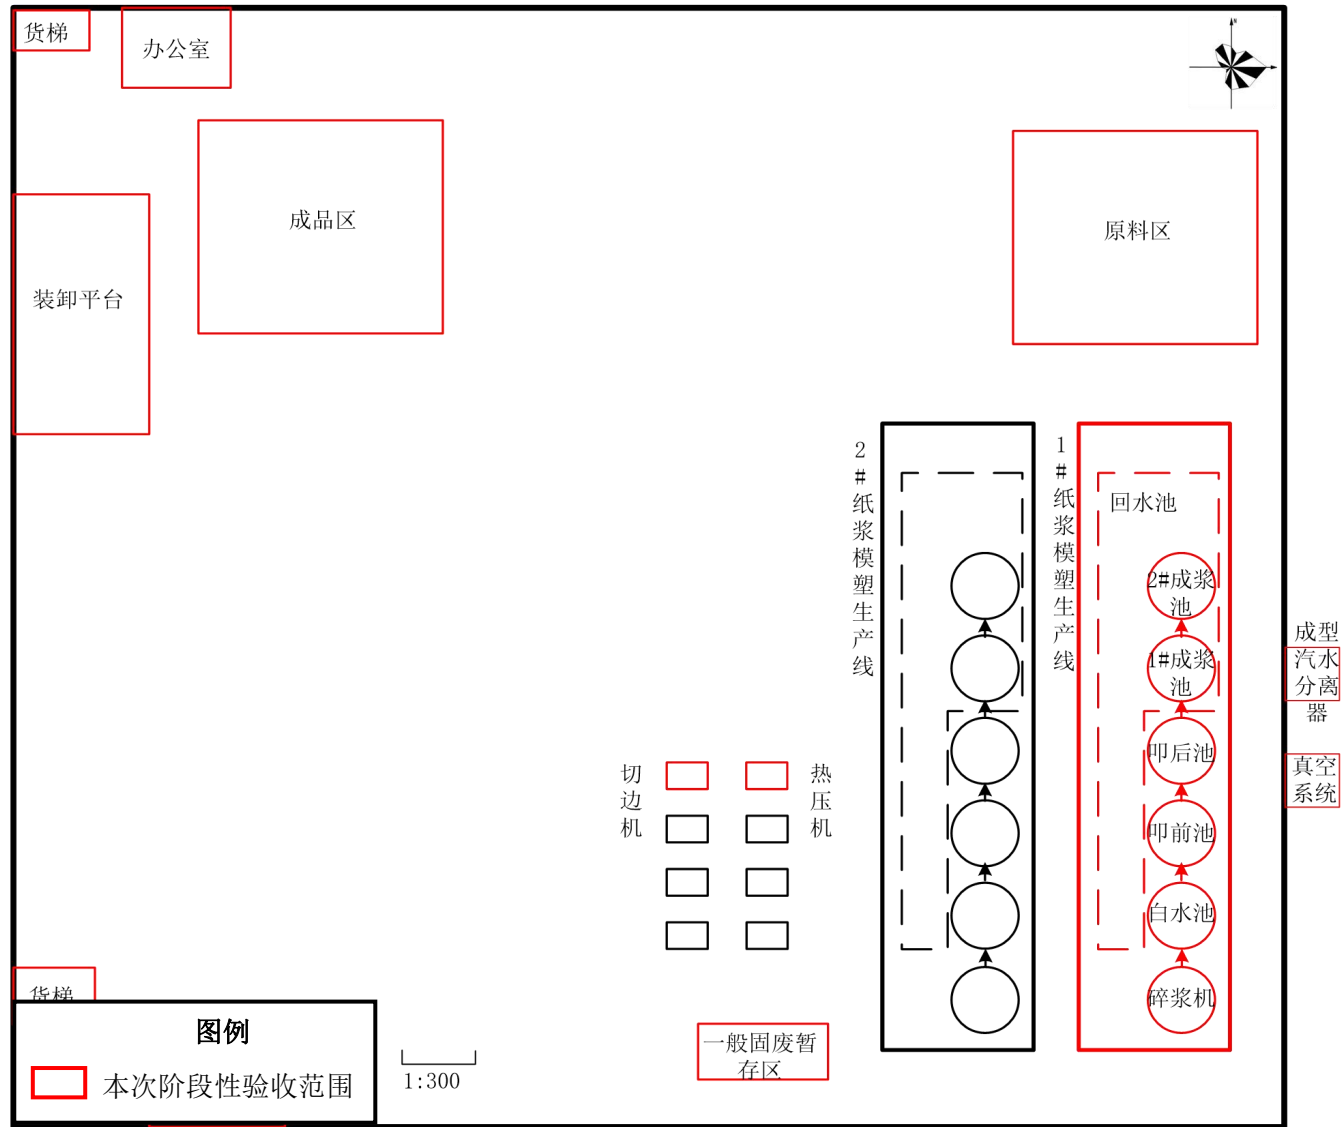 货梯
办公室
N
成品区
原料区
装卸平台
2#纸浆模塑生产线
1#纸浆模塑生产线
回水池
2#成浆
池
1#成浆
池
叩后池
叩前池
白水池
碎浆机
成型
汽水
分离
器
真空
系统
切边机
热压机
货梯
一般固废暂
存区
图例
本次阶段性验收范围
1:300